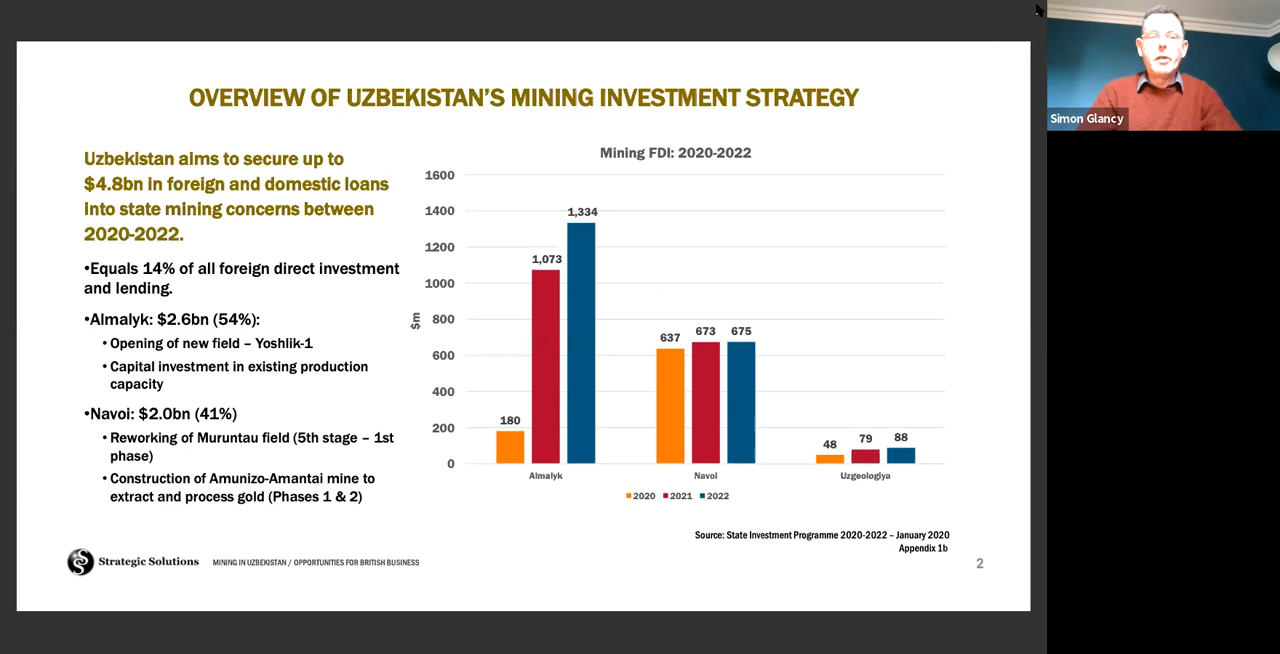 OVERVIEW OF UZBEKISTAN'S MINING INVESTMENT STRATEGY
Uzbekistan aims to secure up to
$4.8bn in foreign and domestic loans
into state mining concerns between
2020-2022.
•Equals 14% of all foreign direct investment
and lending.
•Almalyk: $2.6bn (54%):
• Opening of new field – Yoshlik-1
• Capital investment in existing production
capacity
•Navoi: $2.0bn (41%)
• Reworking of Muruntau field (5th stage – 1st
phase)
• Construction of Amunizo-Amantai mine to
extract and process gold (Phases 1 & 2)
Mining FDI: 2020-2022
$m
1600
1400
1200
1000
800
600
400
200
0
180
1,073
1,334
637
673
675
48
79
88
Almalyk
Navoi
Uzgeologiya
2020 2021 2022
Source: State Investment Programme 2020-2022 – January 2020
Appendix 1b
Strategic Solutions
MINING IN UZBEKISTAN / OPPORTUNITIES FOR BRITISH BUSINESS
2
Simon Glancy